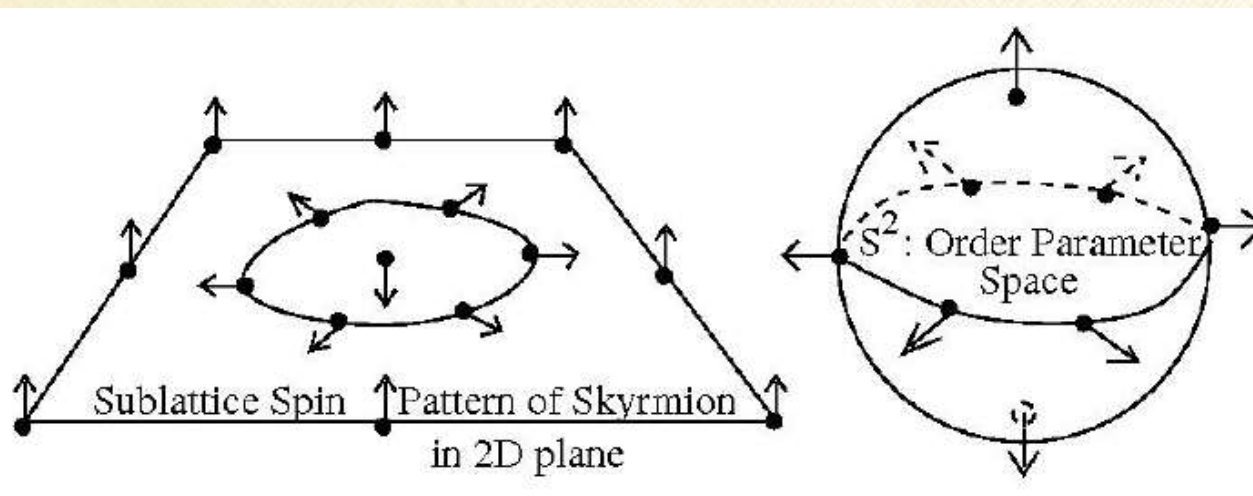 Sublattice Spin Pattern of Skyrmion
in 2D plane
S²: Order Parameter
Space